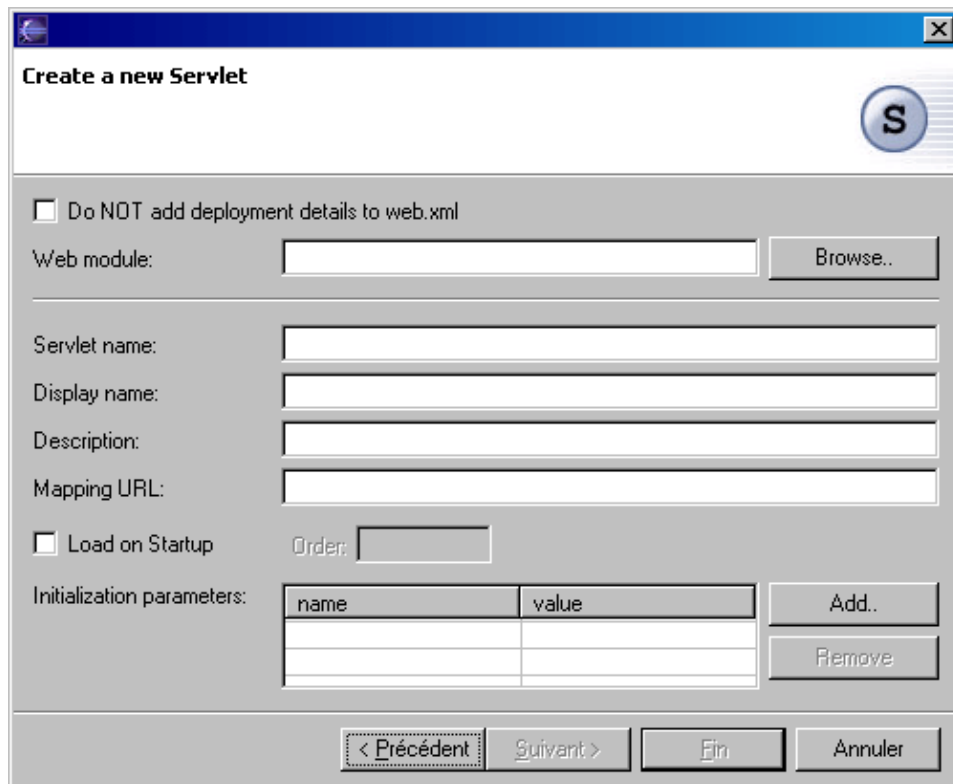 Create a new Servlet
S
Do NOT add deployment details to web.xml
Web module:
Browse..
Servlet name:
Display name:
Description:
Mapping URL:
Load on Startup
Order:
Initialization parameters:
name value
Add..
Remove
< Précédent
Suivant >
Fin
Annuler